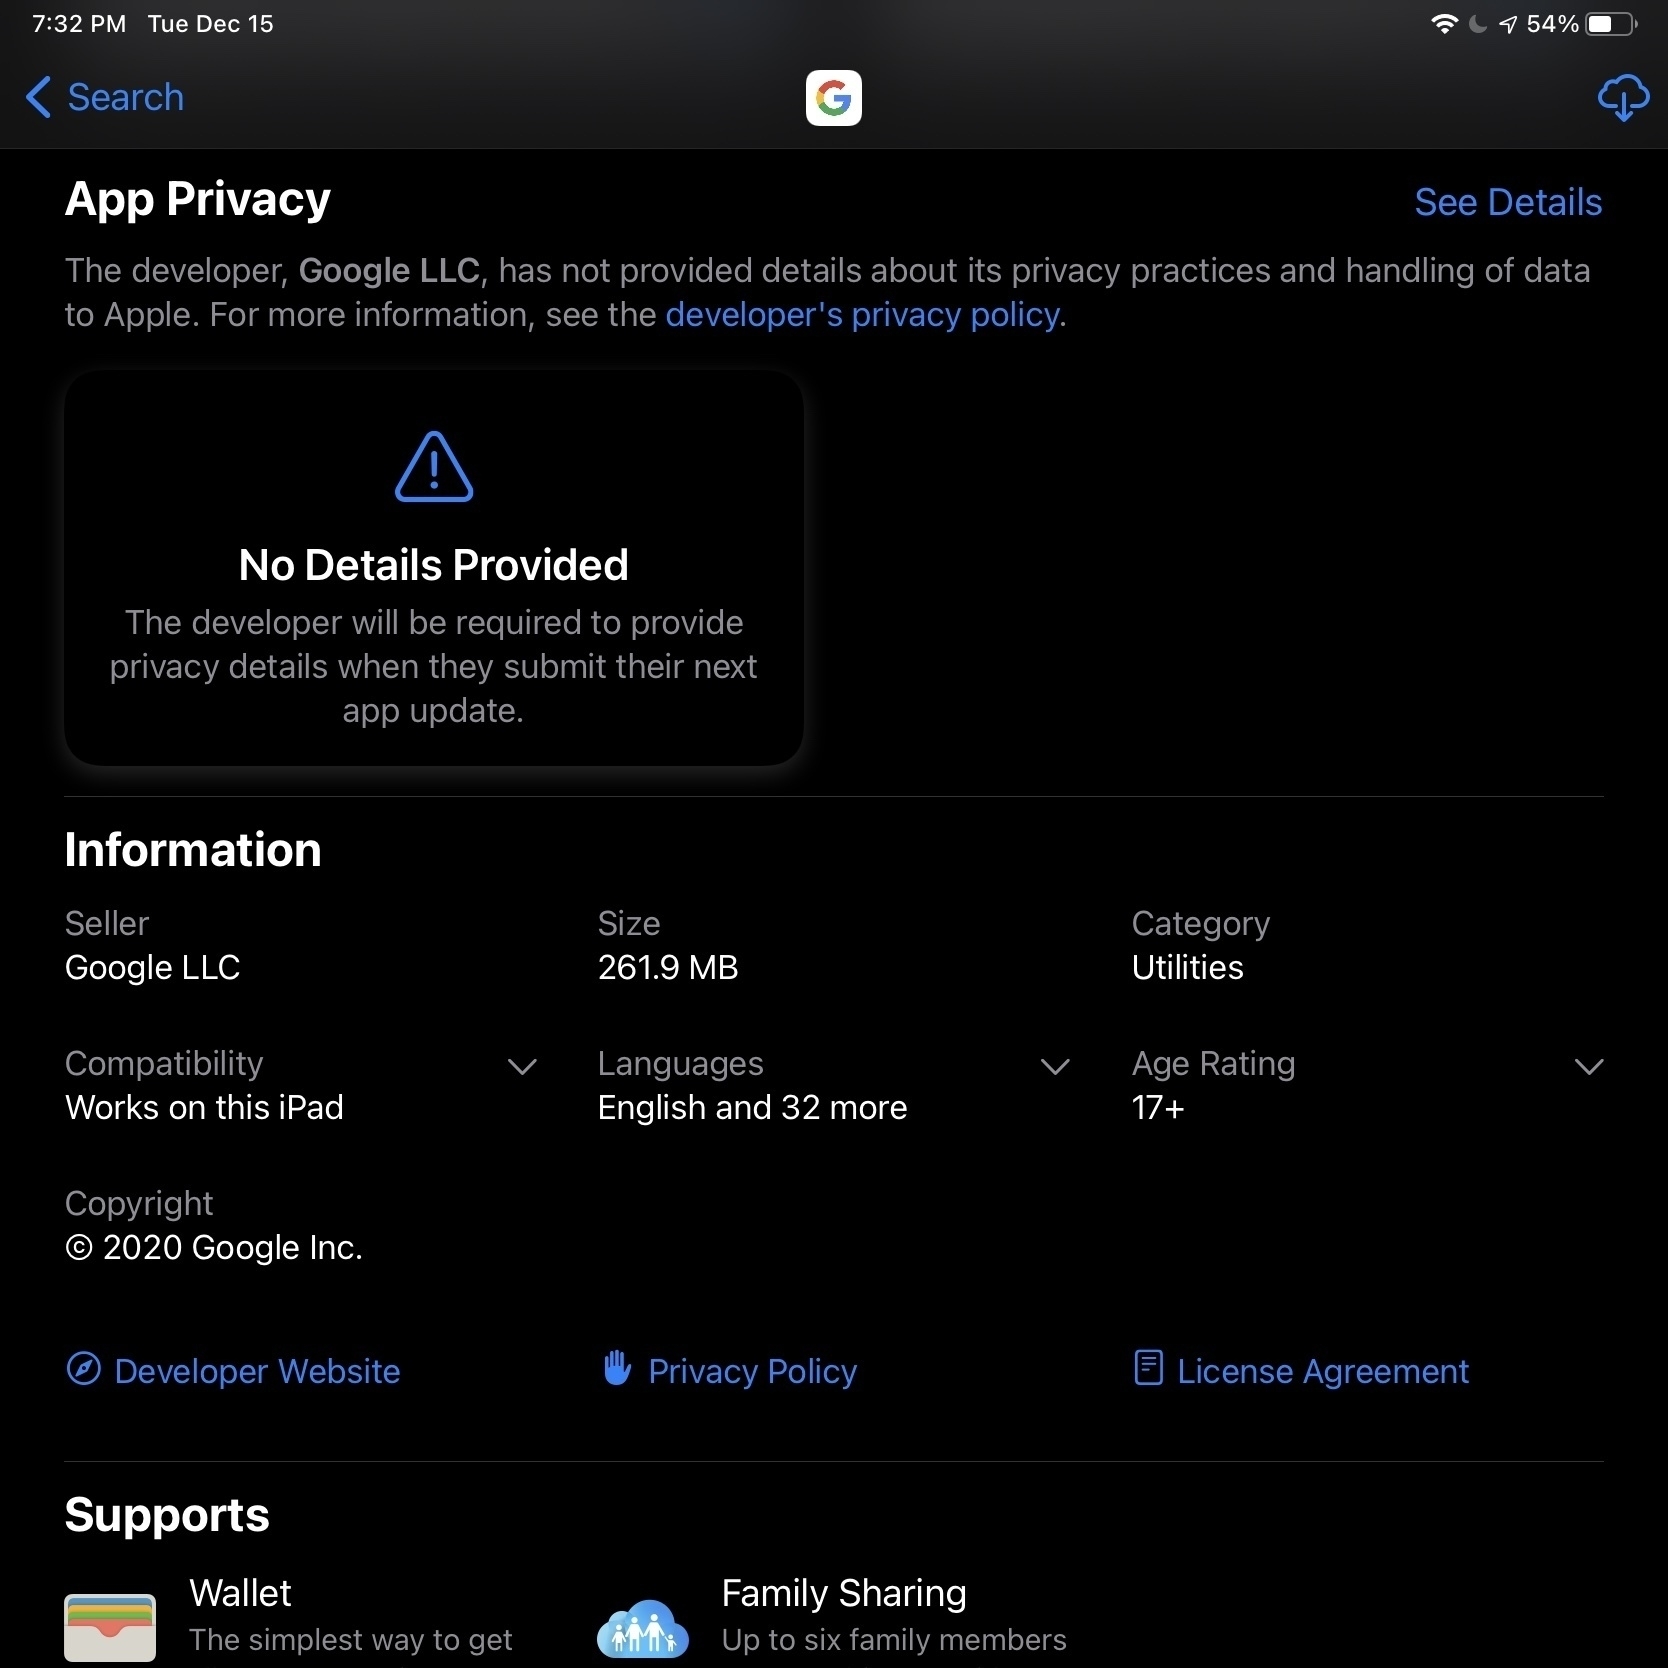 7:32 PM Tue Dec 15
54%
Search
App Privacy
See Details
The developer, Google LLC, has not provided details about its privacy practices and handling of data
to Apple. For more information, see the developer's privacy policy.
No Details Provided
The developer will be required to provide
privacy details when they submit their next
app update.
Information
Seller
Google LLC
Size
261.9 MB
Category
Utilities
Compatibility
Works on this iPad
Languages
English and 32 more
Age Rating
17+
Copyright
© 2020 Google Inc.
Developer Website
Privacy Policy
License Agreement
Supports
Wallet
The simplest way to get
Family Sharing
Up to six family members